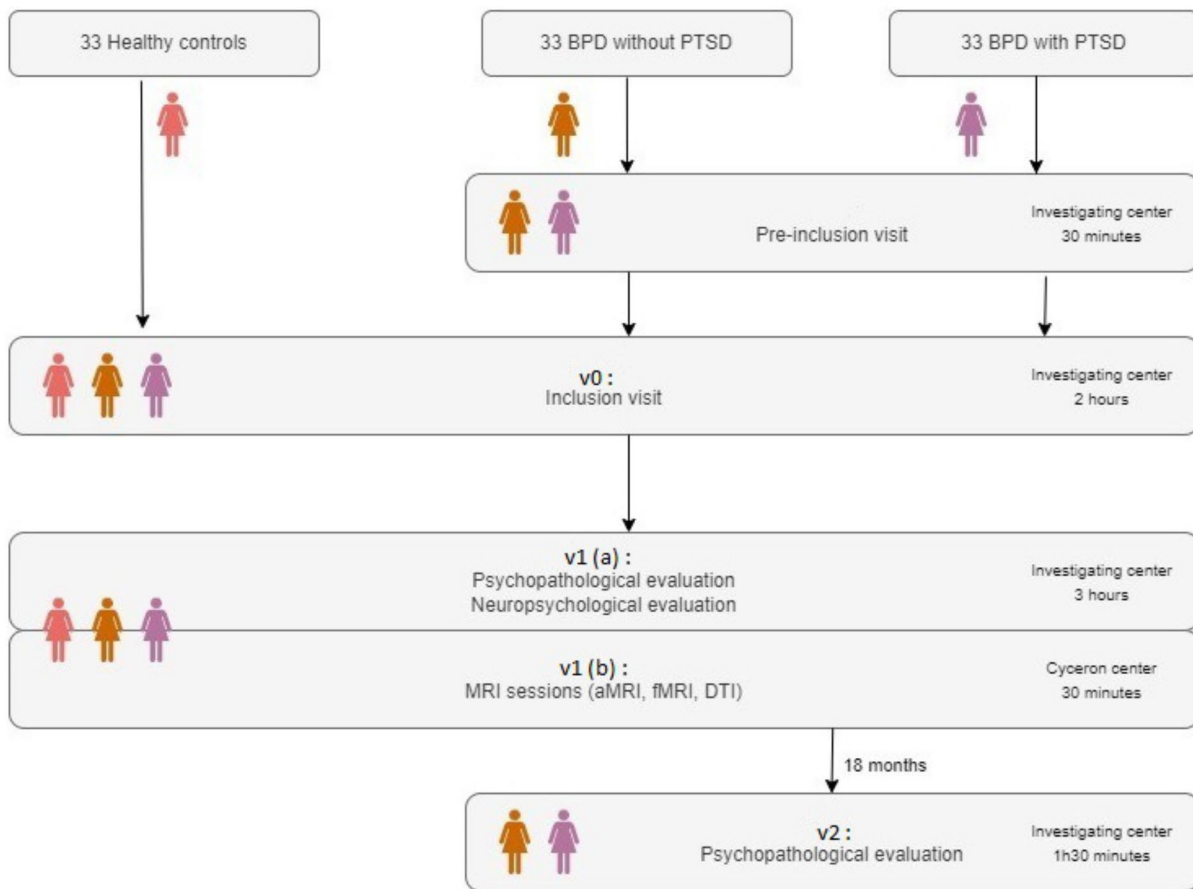 33 Healthy controls
33 BPD without PTSD
33 BPD with PTSD
Pre-inclusion visit
Investigating center
30 minutes
v0 :
Inclusion visit
Investigating center
2 hours
v1 (a) :
Psychopathological evaluation
Neuropsychological evaluation
Investigating center
3 hours
v1 (b) :
MRI sessions (aMRI, fMRI, DTI)
Cyceron center
30 minutes
18 months
v2 :
Psychopathological evaluation
Investigating center
1h30 minutes